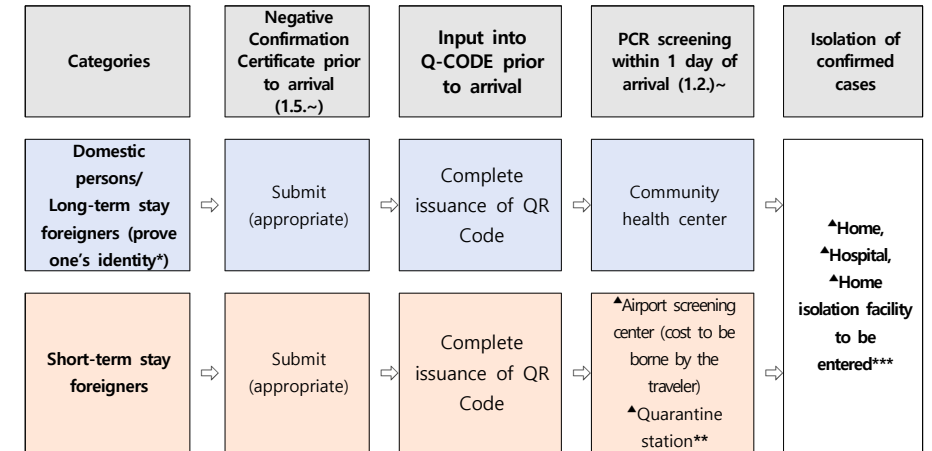 Categories
Negative
Confirmation
Certificate prior
to arrival
(1.5.~)
Input into
Q-CODE prior
to arrival
PCR screening
within 1 day of
arrival (1.2.)~
Isolation of
confirmed
cases
Domestic
persons/
Long-term stay
foreigners (prove
one's identity*)
Submit
(appropriate)
Complete
issuance of QR
Code
Community
health center
▲Home,
▲Hospital,
▲Home
isolation facility
to be
entered***
Short-term stay
foreigners
Submit
(appropriate)
Complete
issuance of QR
Code
▲Airport screening
center (cost to be
borne by the
traveler)
▲Quarantine
station**